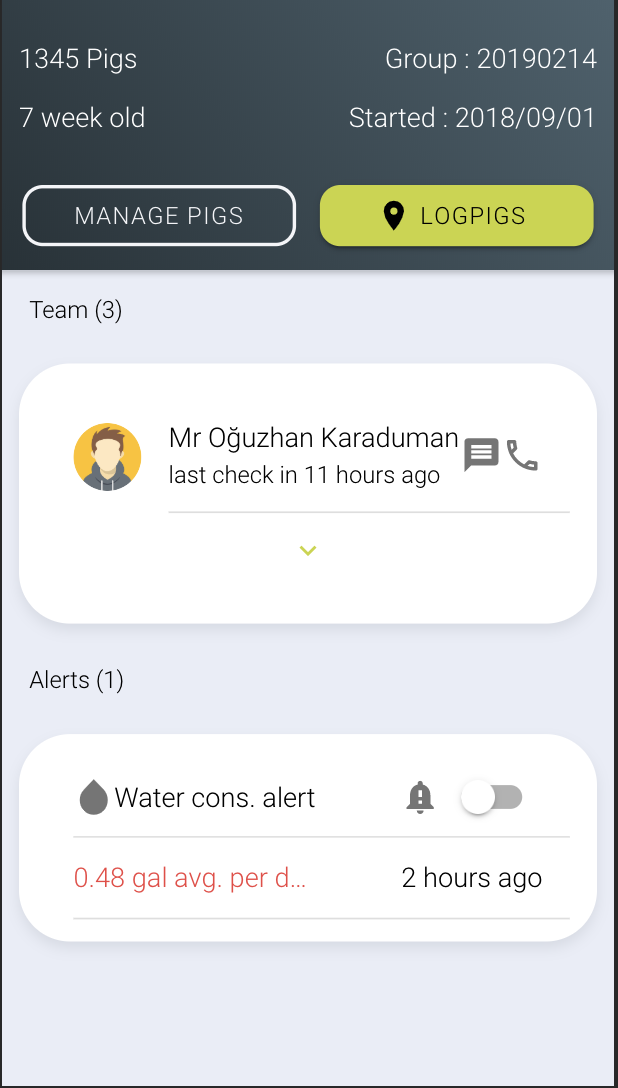 1345 Pigs
Group : 20190214
7 week old
Started : 2018/09/01
MANAGE PIGS
LOGPIGS
Team (3)
Mr Oğuzhan Karaduman
last check in 11 hours ago
Alerts (1)
Water cons. alert
0.48 gal avg. per d...
2 hours ago